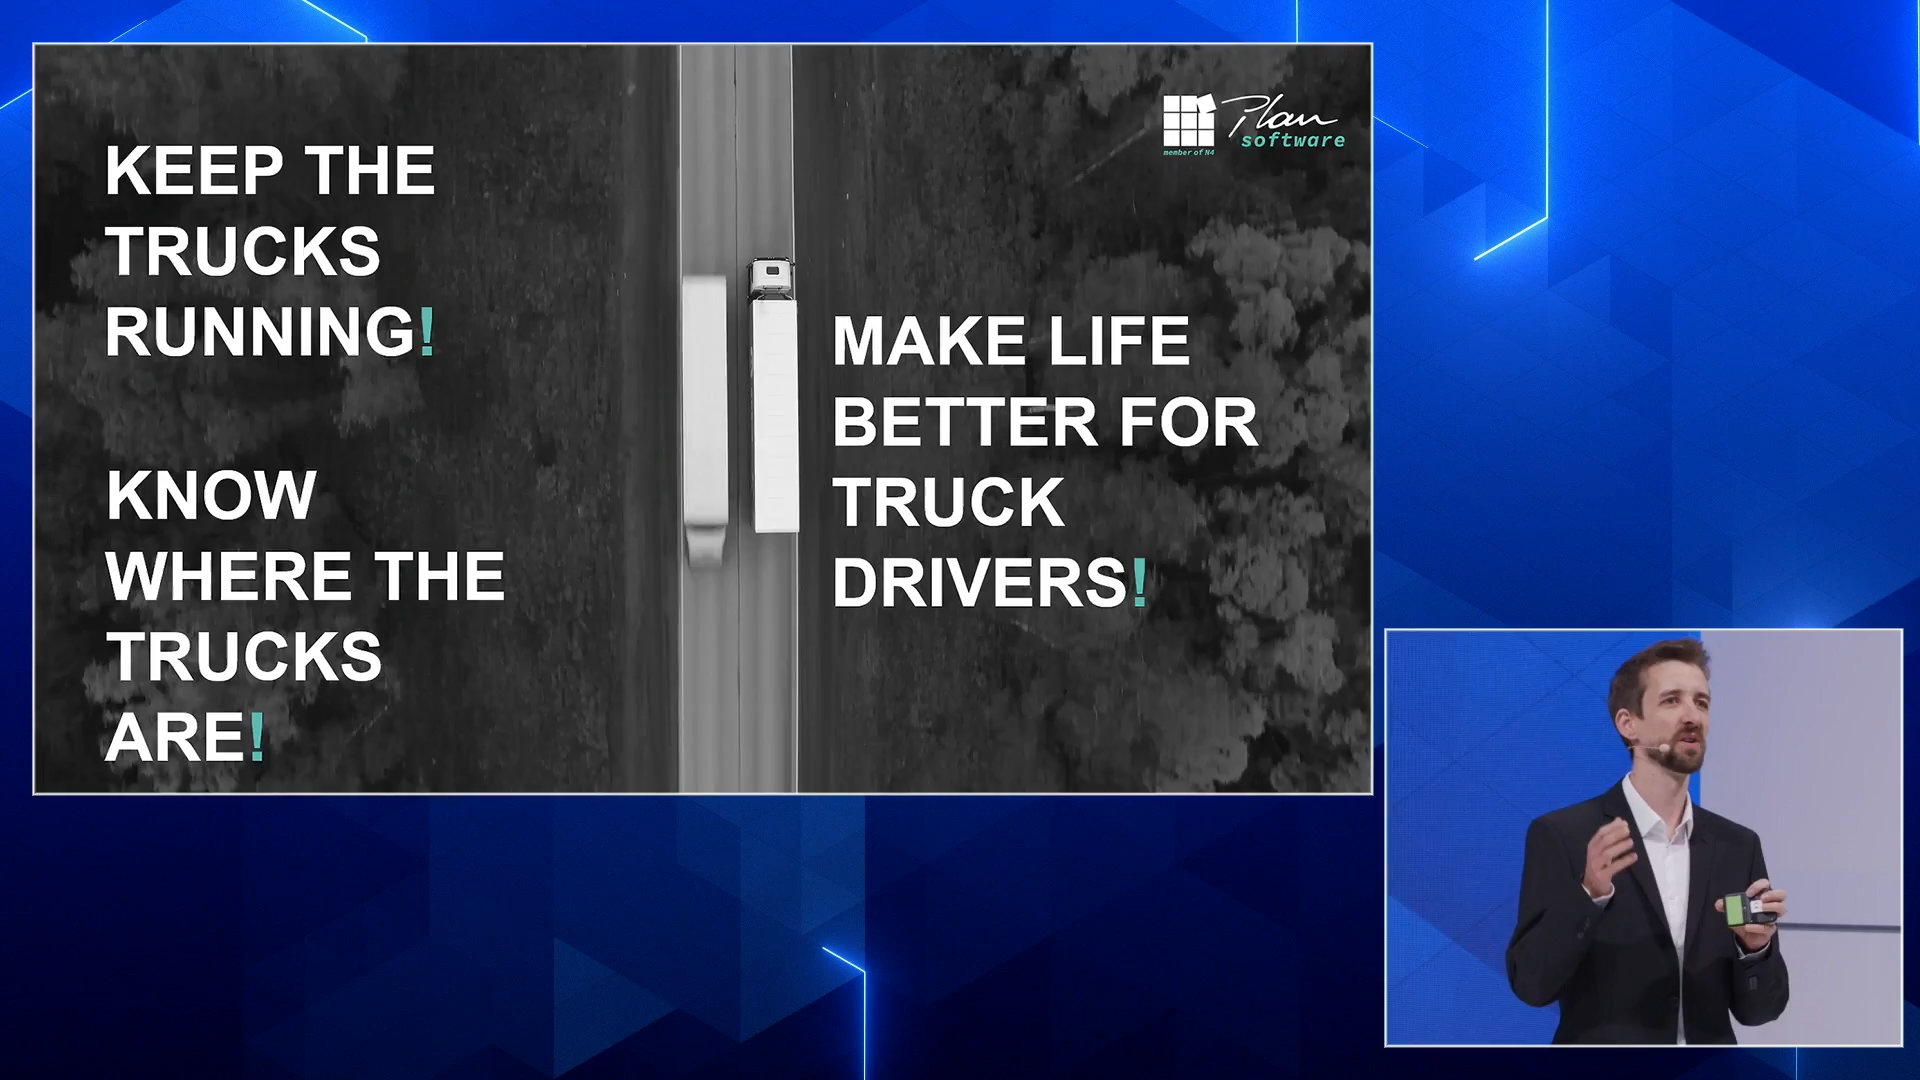 KEEP THE
TRUCKS
RUNNING!
KNOW
WHERE THE
TRUCKS
ARE!
MAKE LIFE
BETTER FOR
TRUCK
DRIVERS!
Plan
software
member of N4